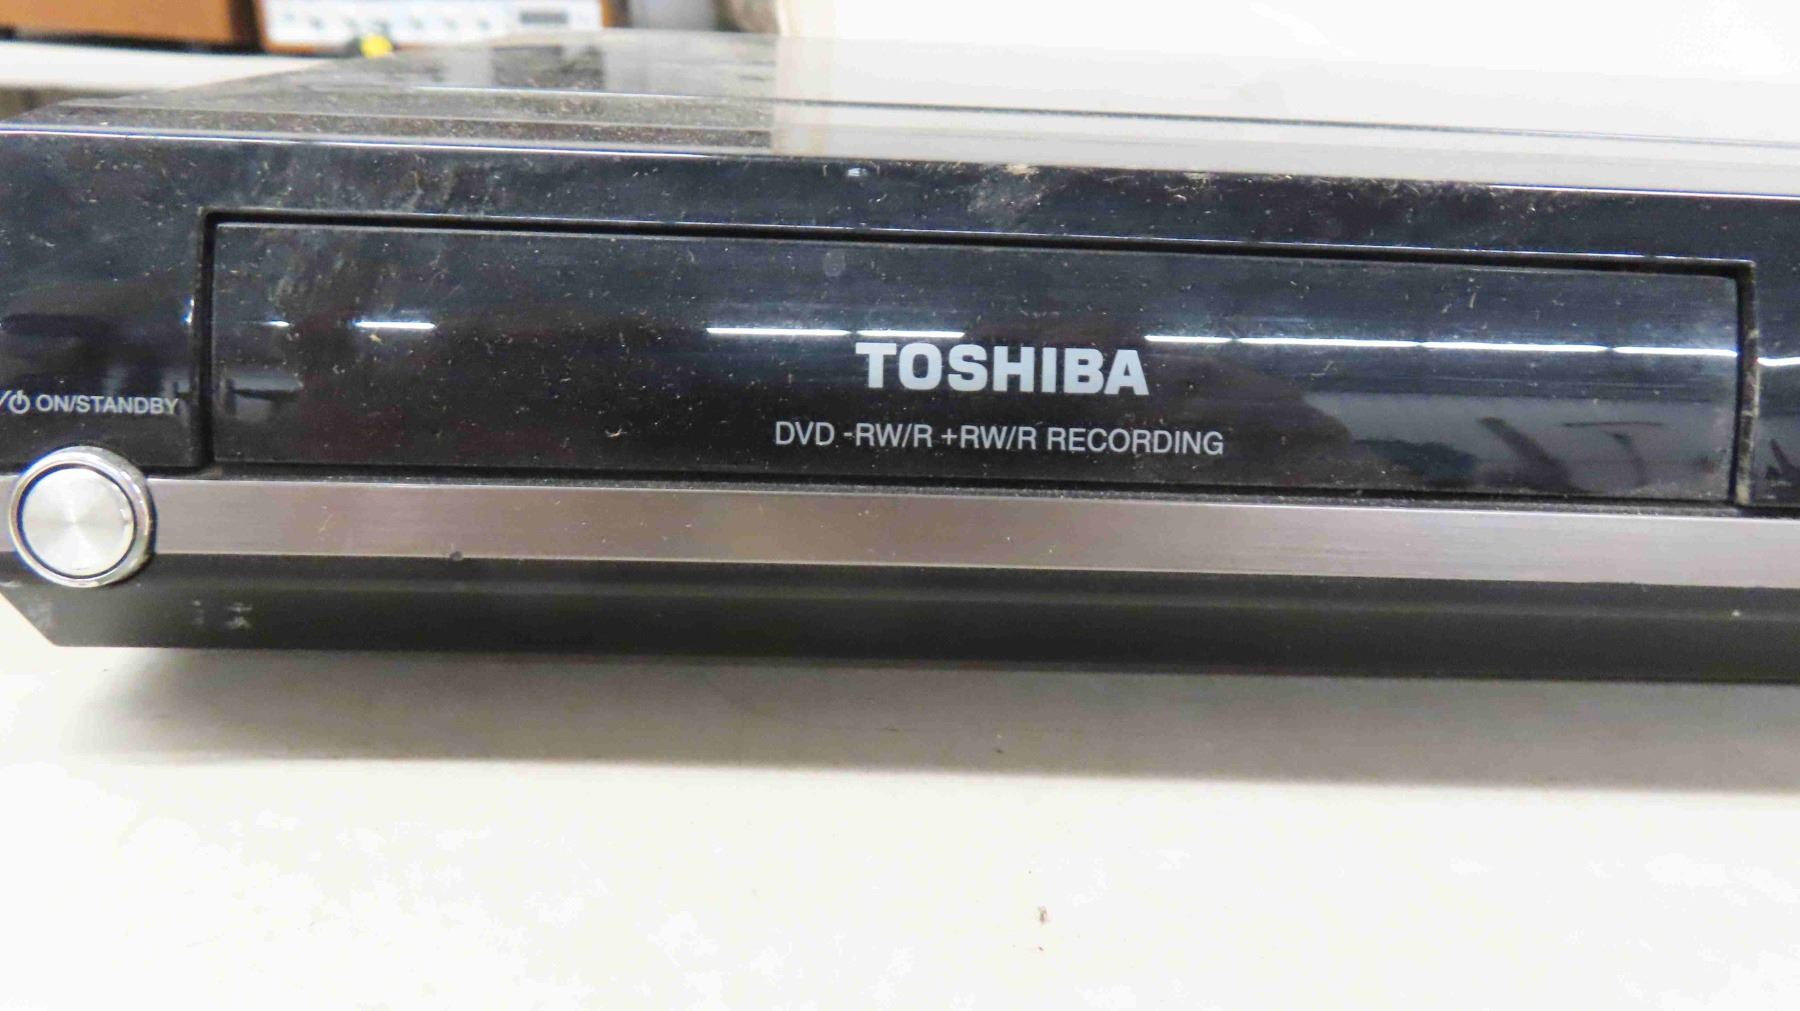 TOSHIBA
ON/STANDBY
DVD -RW/R +RW/R RECORDING